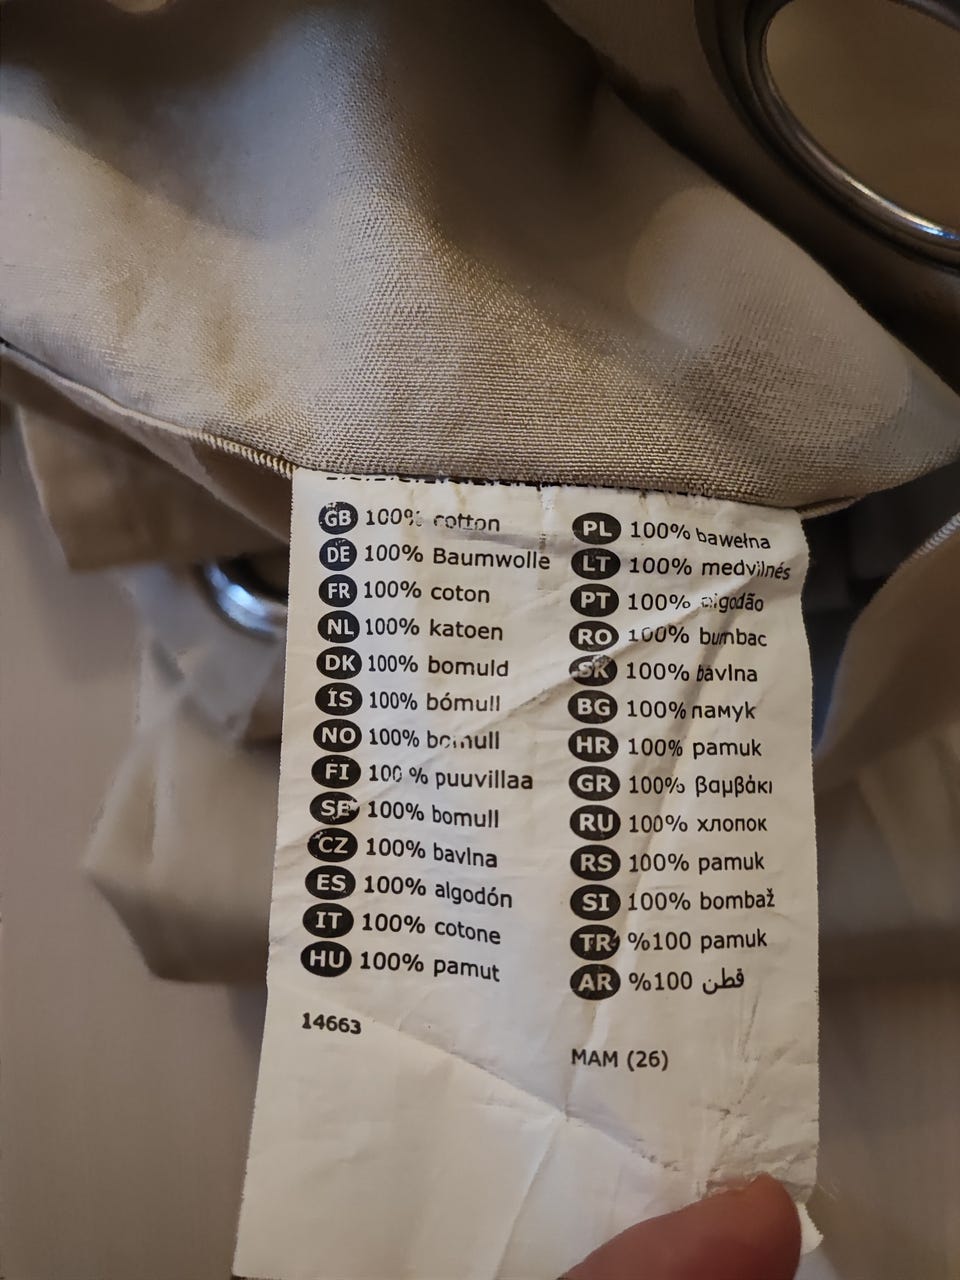 GB 100% cotton
DE 100% Baumwolle
FR 100% coton
NL 100% katoen
DK 100% bomuld
IS 100% bómull
NO 100% bomull
FI 100 % puuvillaa
SE 100% bomull
CZ 100% bavlna
ES 100% algodón
IT 100% cotone
HU 100% pamut
14663
PL 100% bawełna
LT 100% medvilnés
PT 100% algodão
RO 100% bumbac
SK 100% bavlna
BG 100% памук
HR 100% pamuk
GR 100% βαμβάκι
RU 100% хлопок
RS 100% pamuk
SI 100% bombaž
TR %100 pamuk
AR %100 قطن
MAM (26)